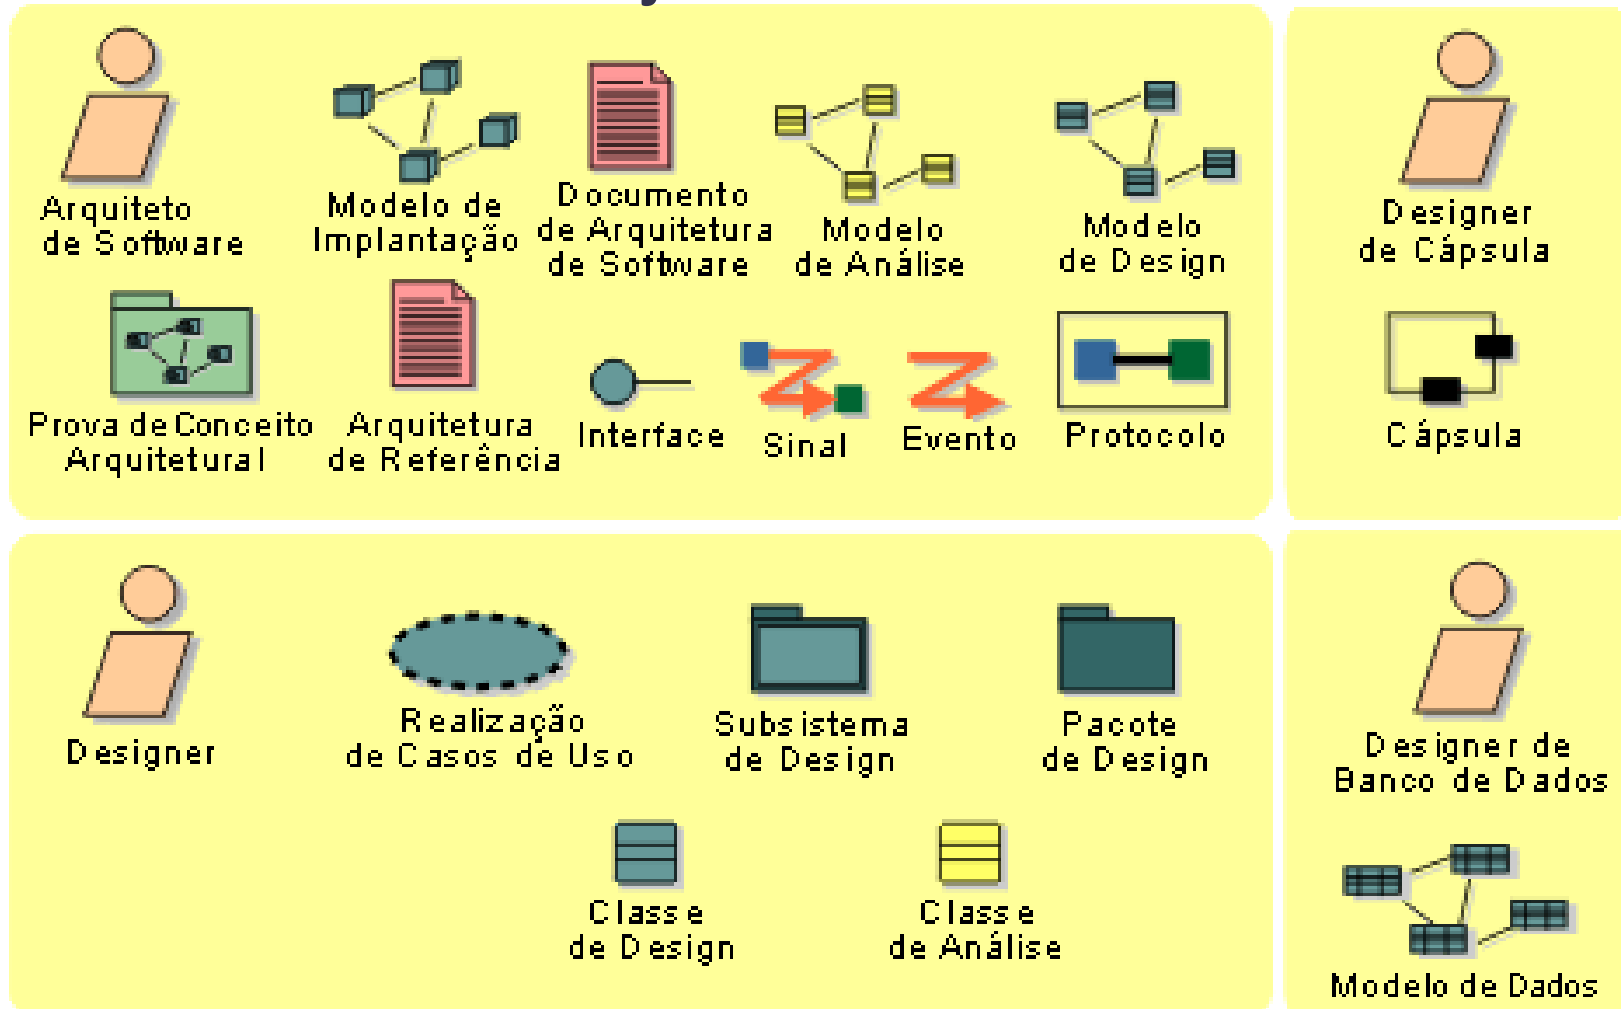 Arquiteto
de Software
Modelo de
Implantação
Documento
de Arquitetura
de Software
Modelo
de Análise
Modelo
de Design
Prova de Conceito
Arquitetural
Arquitetura
de Referência
Interface
Sinal
Evento
Protocolo
Designer
de Cápsula
Cápsula
Designer
Realização
de Casos de Uso
Subsistema
de Design
Pacote
de Design
Classe
de Design
Classe
de Análise
Designer de
Banco de Dados
Modelo de Dados